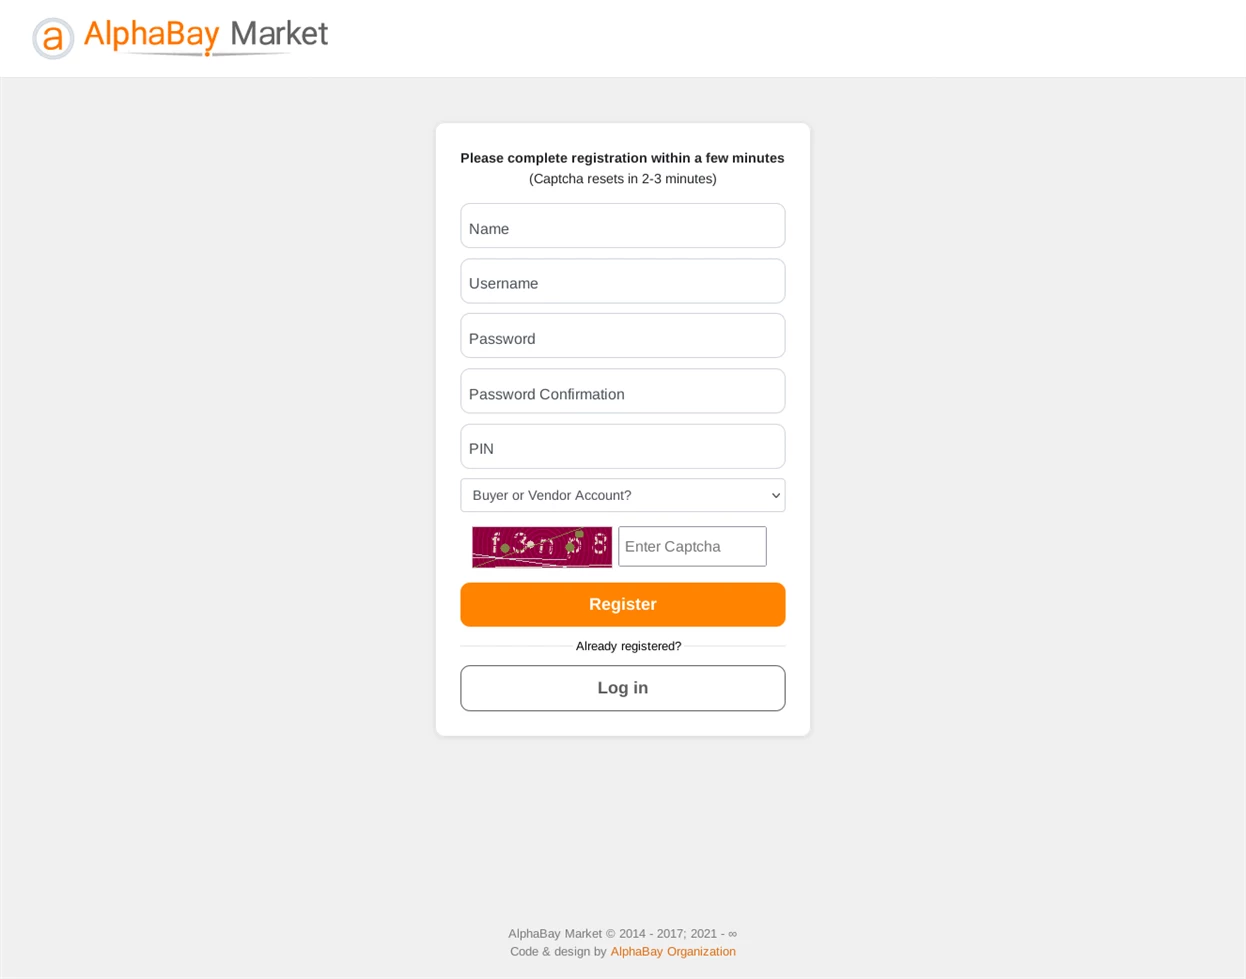 a AlphaBay Market
Please complete registration within a few minutes
(Captcha resets in 2-3 minutes)
Name
Username
Password
Password Confirmation
PIN
Buyer or Vendor Account?
Enter Captcha
Register
Already registered?
Log in
AlphaBay Market © 2014 - 2017; 2021 - ∞
Code & design by AlphaBay Organization